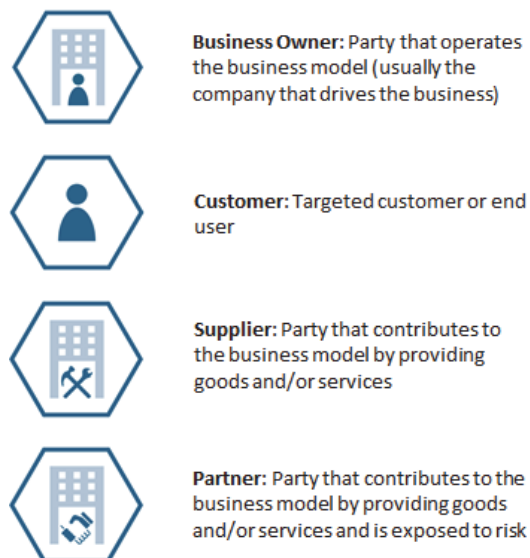 Business Owner: Party that operates
the business model (usually the
company that drives the business)
Customer: Targeted customer or end
user
Supplier: Party that contributes to
the business model by providing
goods and/or services
Partner: Party that contributes to the
business model by providing goods
and/or services and is exposed to risk